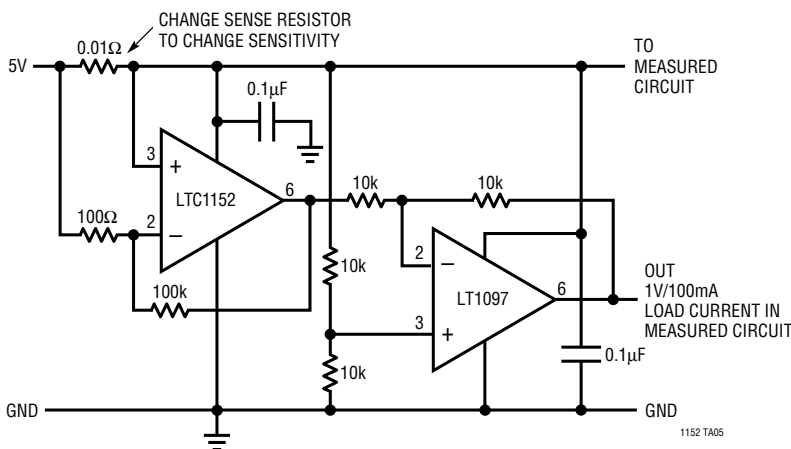 CHANGE SENSE RESISTOR
TO CHANGE SENSITIVITY
0.01Ω
5V
TO
MEASURED
CIRCUIT
0.1µF
3
+
LTC1152
6
10k
10k
100Ω
2
–
2
–
10k
LT1097
6
OUT
1V/100mA
LOAD CURRENT IN
MEASURED CIRCUIT
100k
3
+
10k
0.1µF
GND
GND
1152 TA05